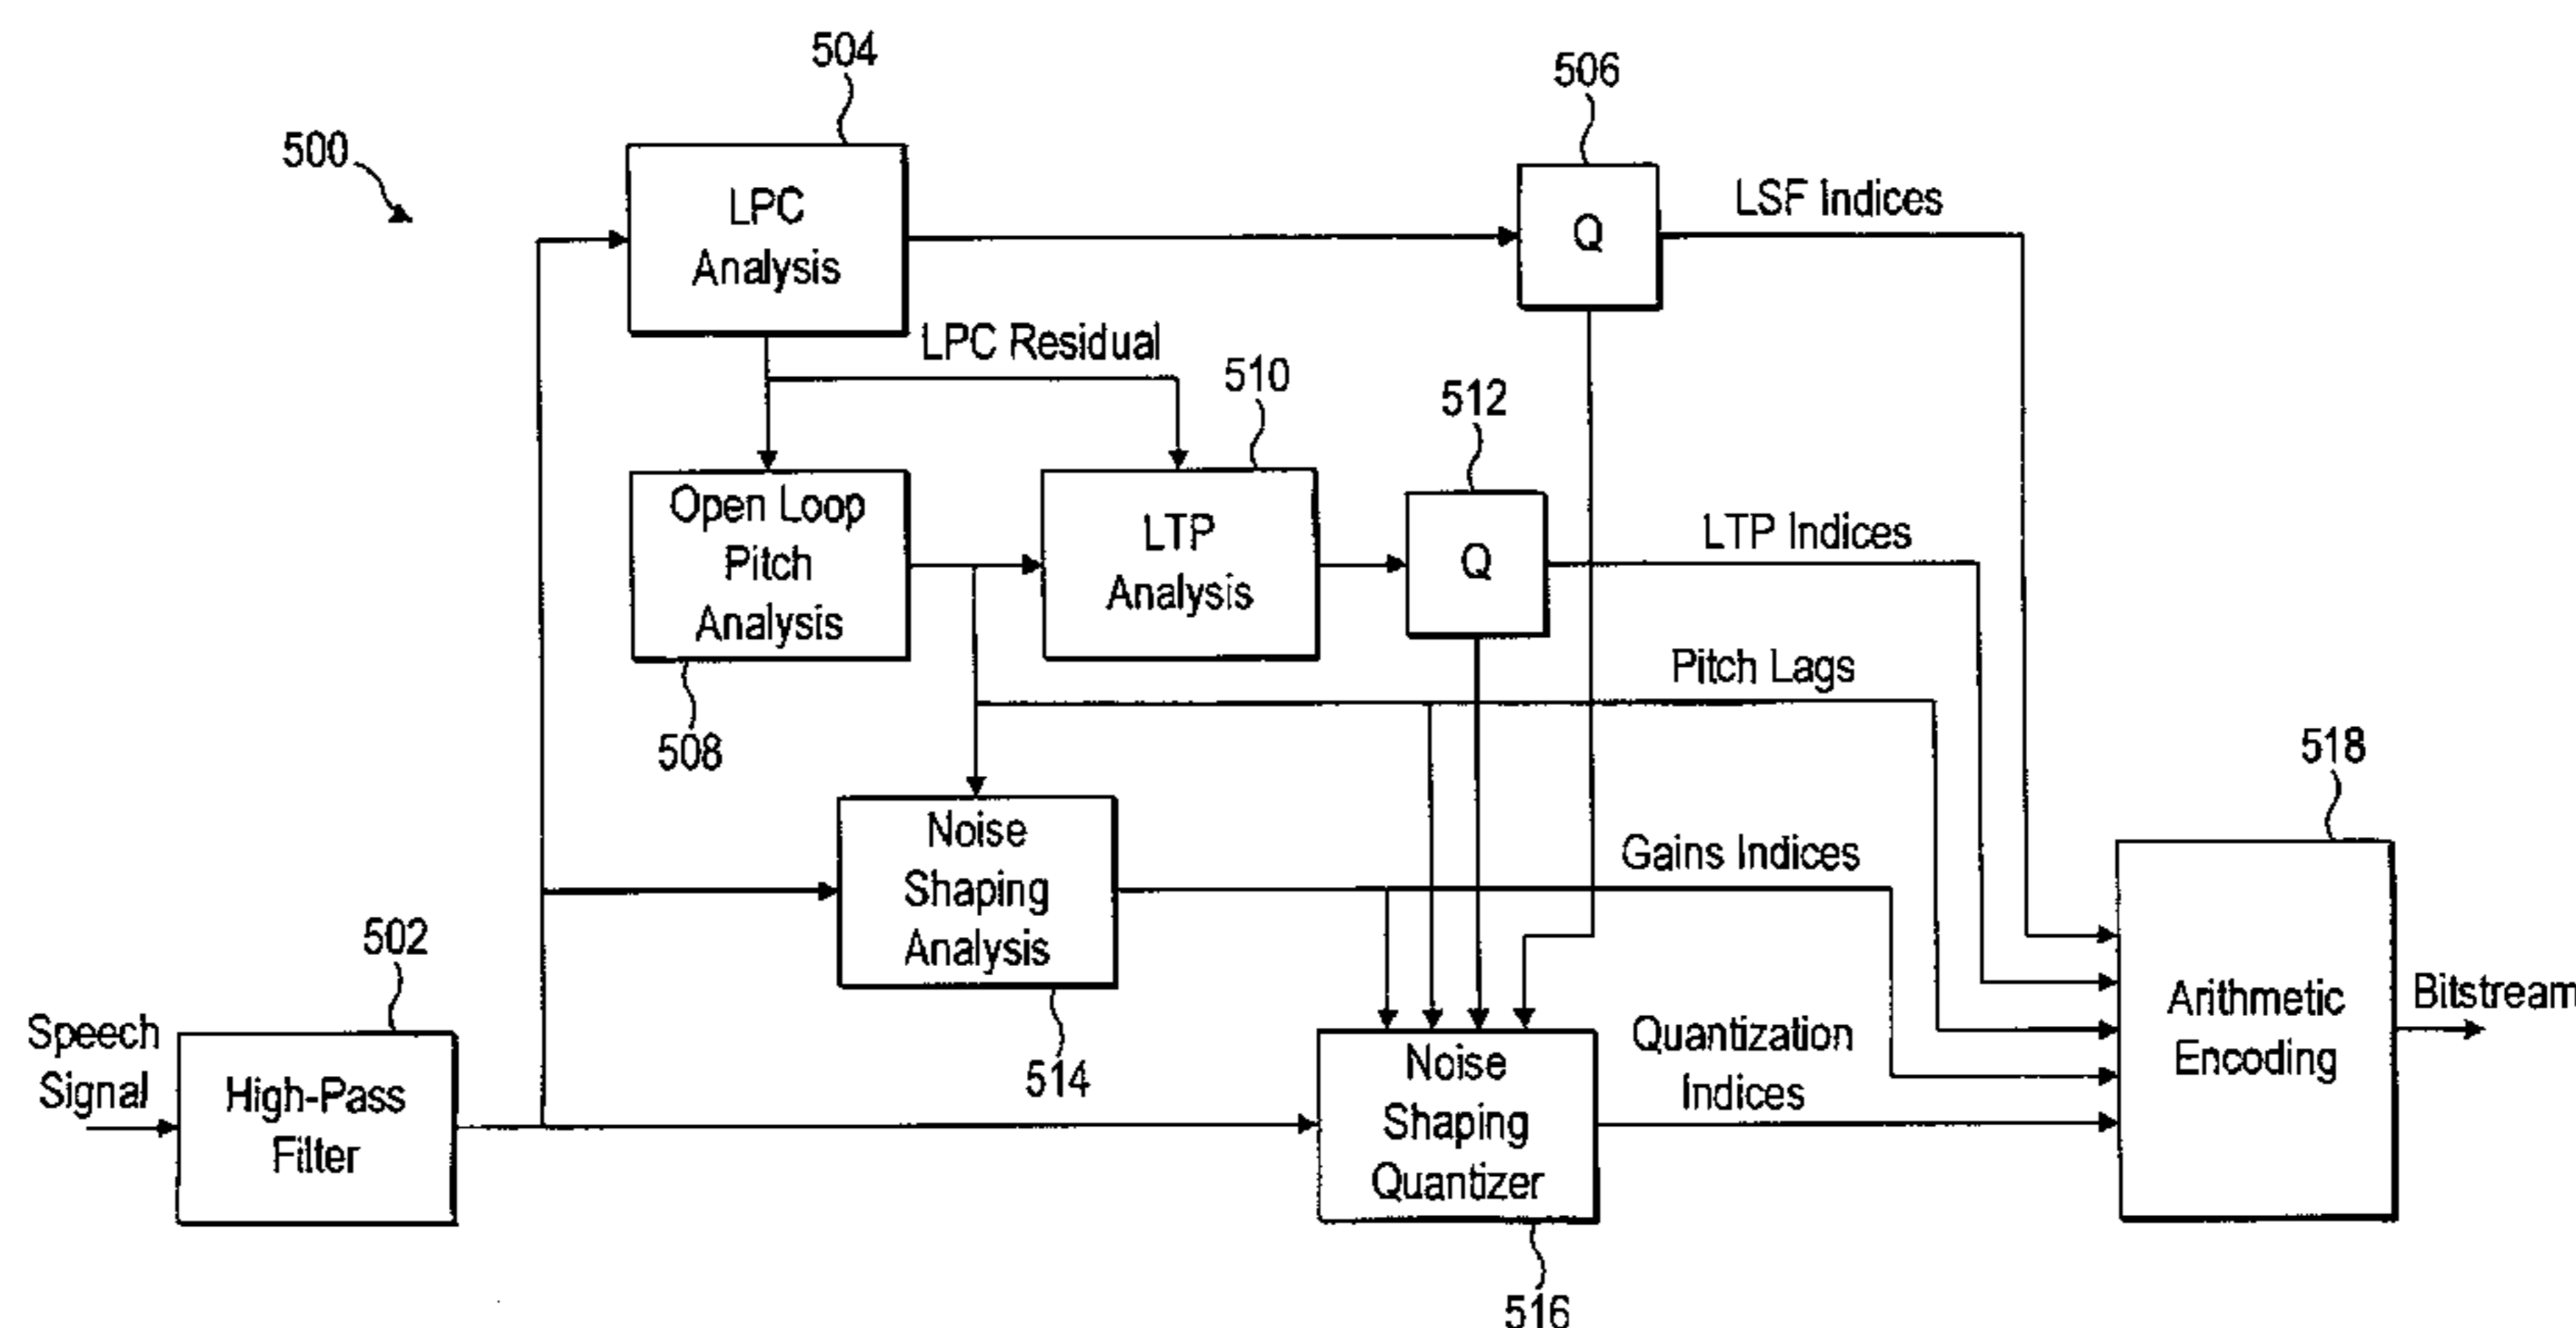 504
506
500
LPC
Analysis
Q
LSF Indices
LPC Residual
510
512
Open Loop
Pitch
Analysis
LTP
Analysis
Q
LTP Indices
508
Pitch Lags
518
Noise
Shaping
Analysis
Gains Indices
502
514
Speech
Signal
High-Pass
Filter
Noise
Shaping
Quantizer
Quantization
Indices
Arithmetic
Encoding
Bitstream
516